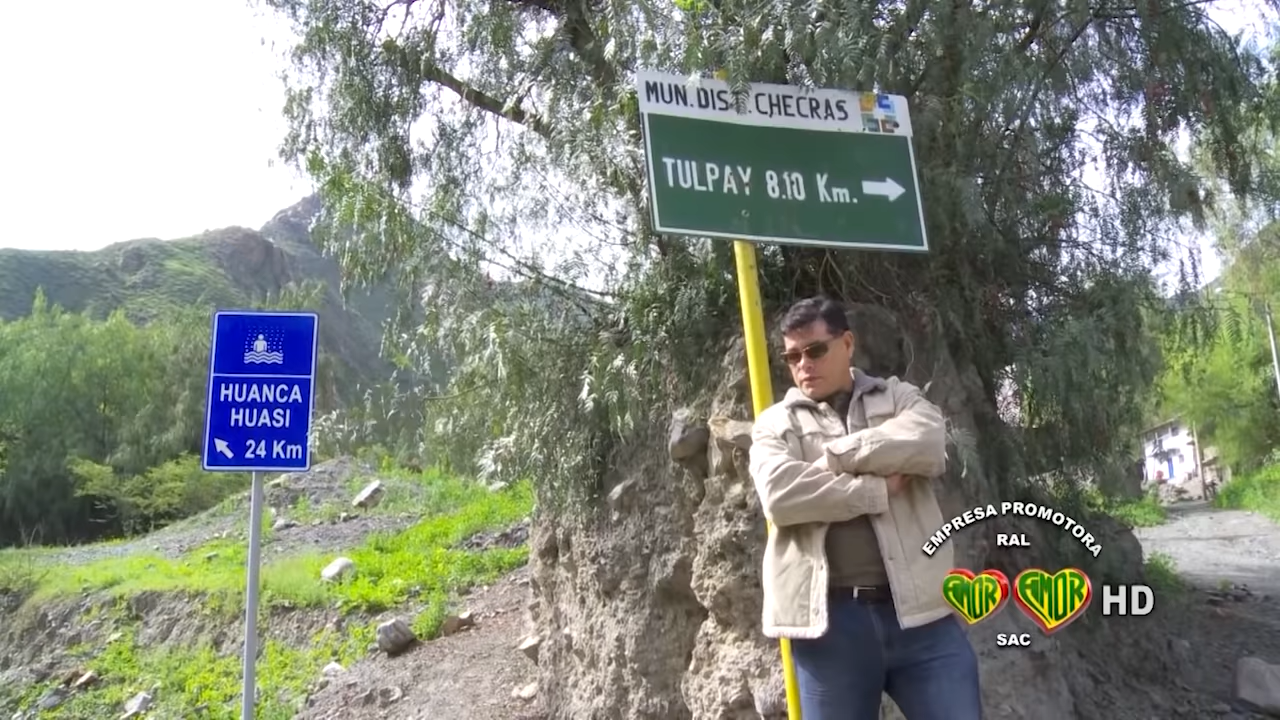 MUN.DIST.CHECRAS
TULPAY 8.10 Km.
HUANCA
HUASI
24 Km
EMPRESA PROMOTORA
RAL
AMOR AMOR HD
SAC